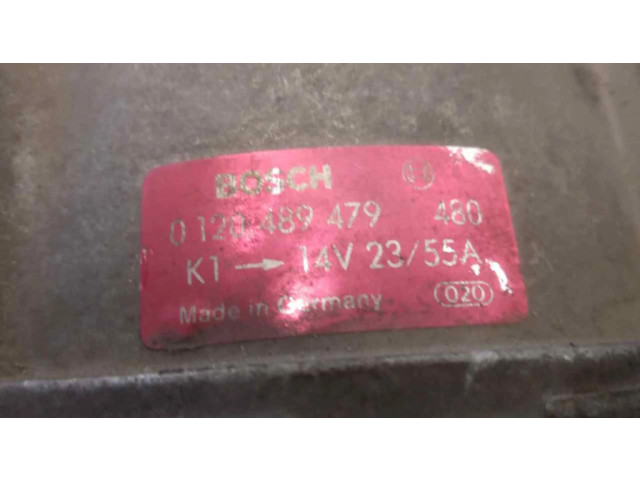 BOSCH
0 120 489 479 480
K1 → 14V 23/55A
Made in Germany 020